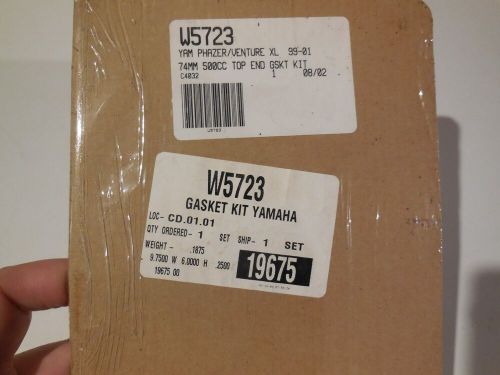 W5723
YAM PHAZER/VENTURE XL 99-01
74MM 500CC TOP END GSKT KIT
C4032 1 08/02
W5723
GASKET KIT YAMAHA
LOC- CD.01.01
QTY ORDERED- 1 SET SHIP- 1 SET
WEIGHT - .1875
9.7500 W 6.0000 H .2500
19675 00
19675